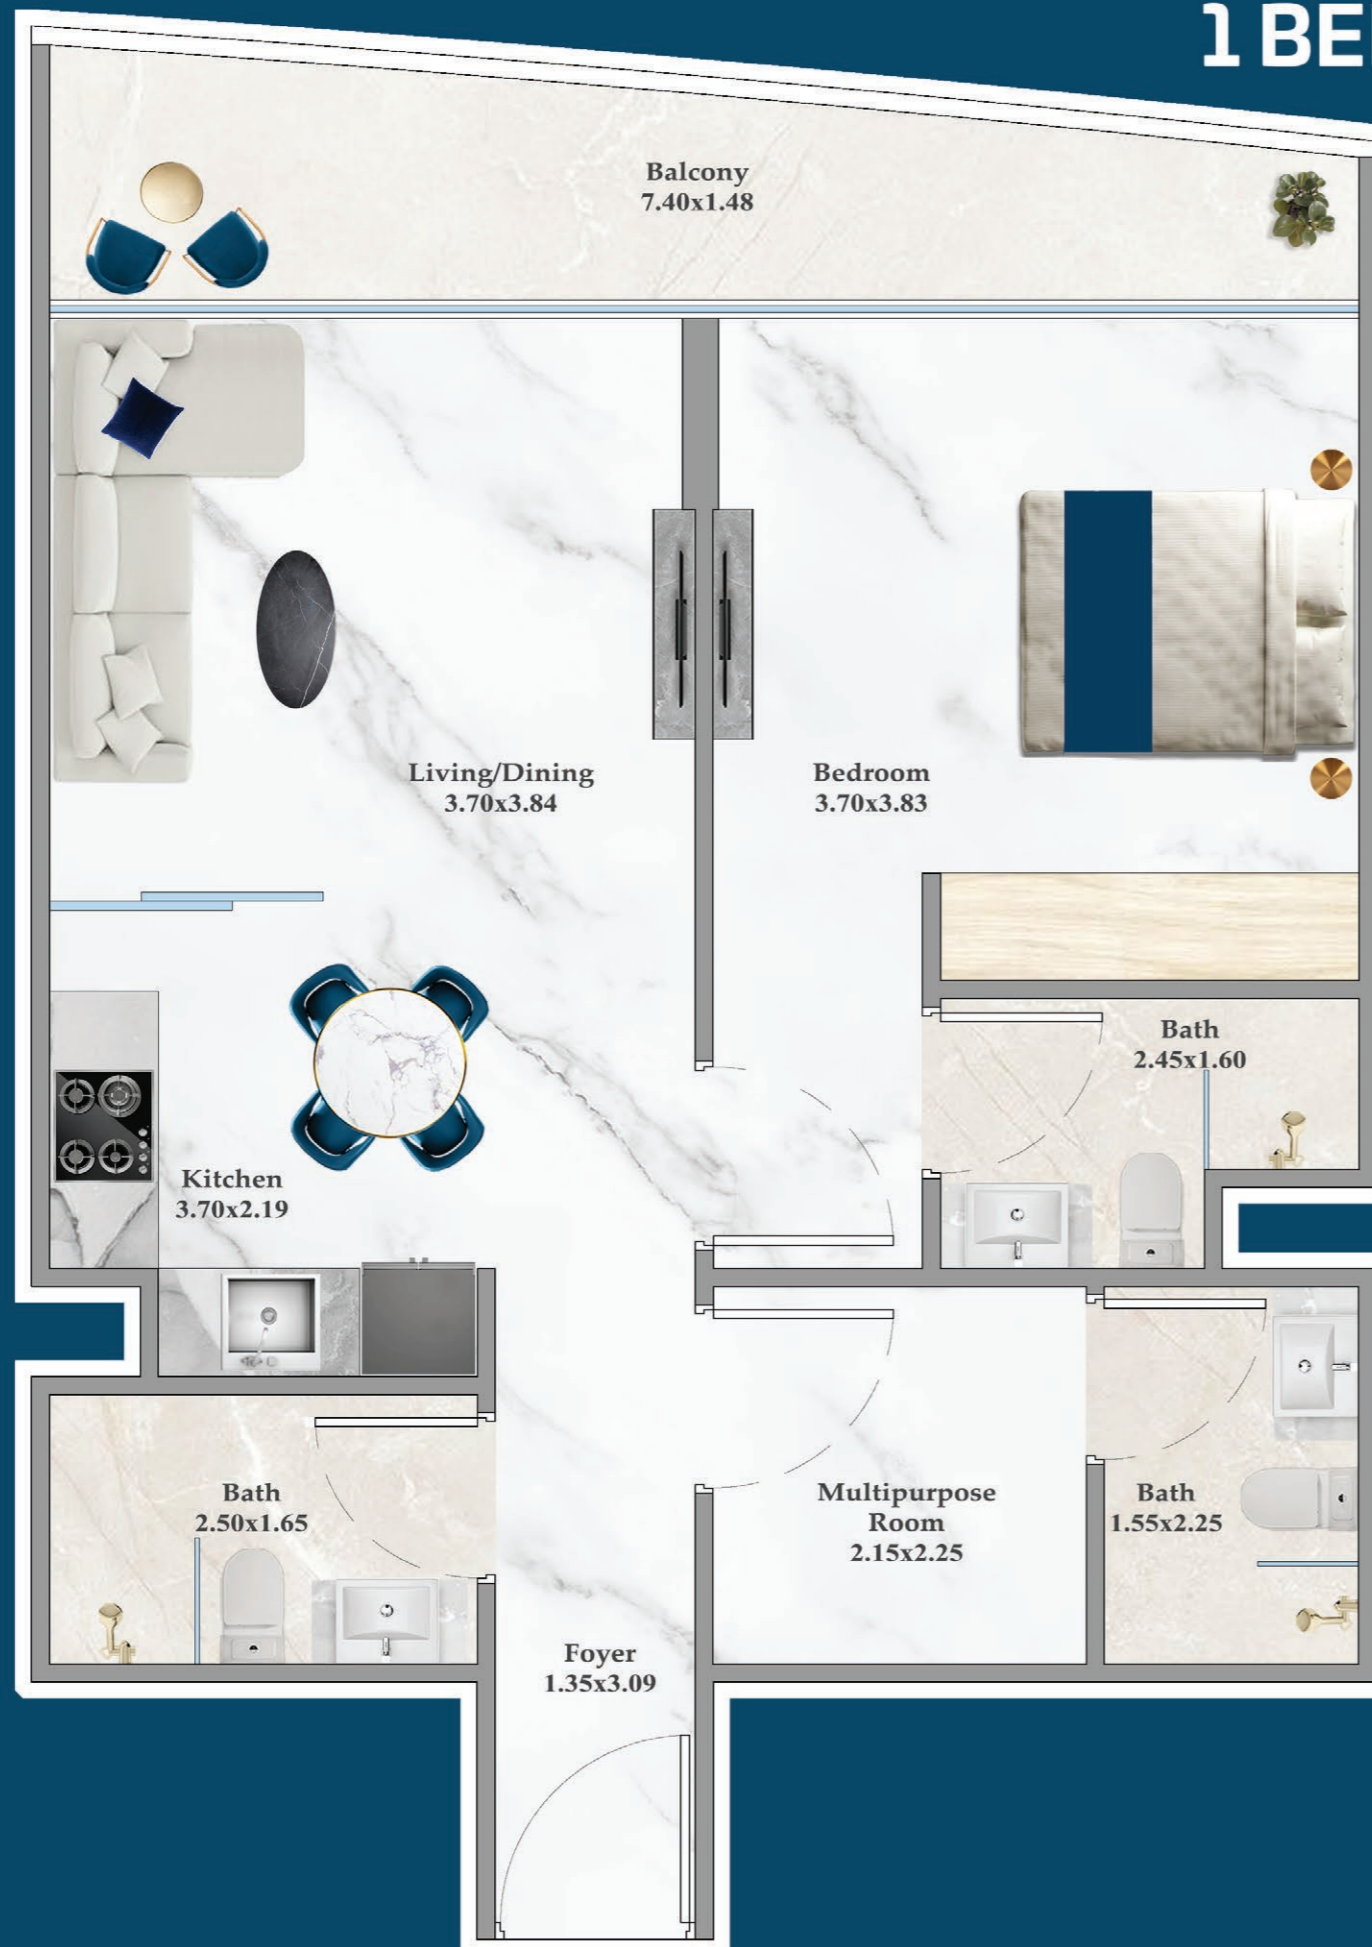 1 BE
Balcony
7.40x1.48
Living/Dining
3.70x3.84
Bedroom
3.70x3.83
Bath
2.45x1.60
Kitchen
3.70x2.19
Bath
2.50x1.65
Multipurpose
Room
2.15x2.25
Bath
1.55x2.25
Foyer
1.35x3.09